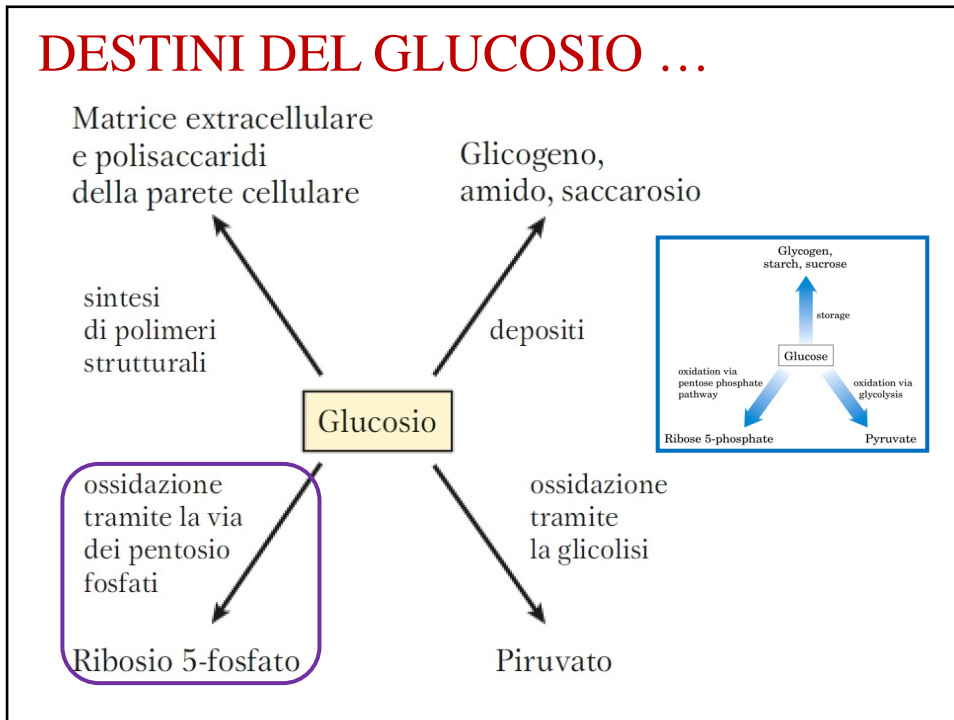 DESTINI DEL GLUCOSIO …
Matrice extracellulare
e polisaccaridi
della parete cellulare
Glicogeno,
amido, saccarosio
sintesi
di polimeri
strutturali
depositi
Glucosio
ossidazione
tramite la via
dei pentosio
fosfati
ossidazione
tramite
la glicolisi
Ribosio 5-fosfato
Piruvato
Glycogen,
starch, sucrose
storage
Glucose
oxidation via
pentose phosphate
pathway
oxidation via
glycolysis
Ribose 5-phosphate
Pyruvate